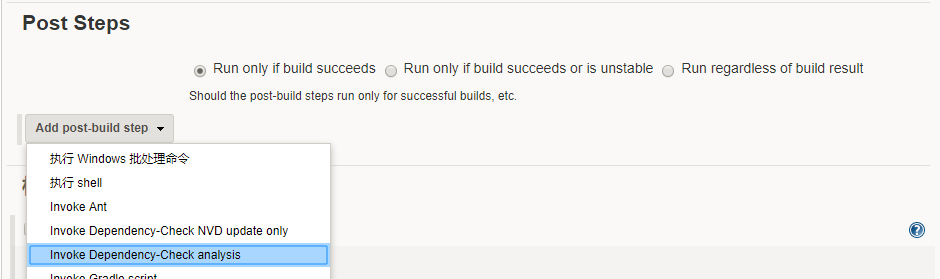 Post Steps
Run only if build succeeds Run only if build succeeds or is unstable Run regardless of build result
Should the post-build steps run only for successful builds, etc.
Add post-build step
执行 Windows 批处理命令
执行 shell
Invoke Ant
Invoke Dependency-Check NVD update only
?
Invoke Dependency-Check analysis
Invoke Gradle script